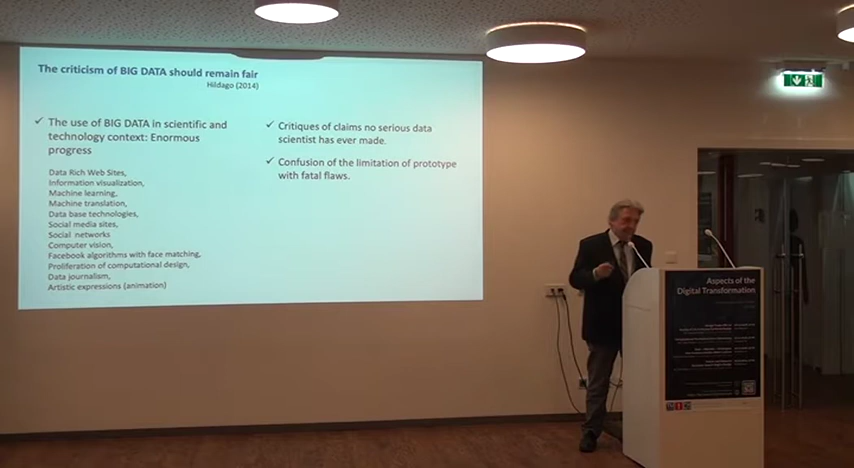 The criticism of BIG DATA should remain fair
Hildago (2014)
✓ The use of BIG DATA in scientific and
technology context: Enormous
progress
Data Rich Web Sites,
Information visualization,
Machine learning,
Machine translation,
Data base technologies,
Social media sites,
Social networks
Computer vision,
Facebook algorithms with face matching,
Proliferation of computational design,
Data journalism,
Artistic expressions (animation)
✓ Critiques of claims no serious data
scientist has ever made.
✓ Confusion of the limitation of prototype
with fatal flaws.
Aspects of the
Digital Transformation